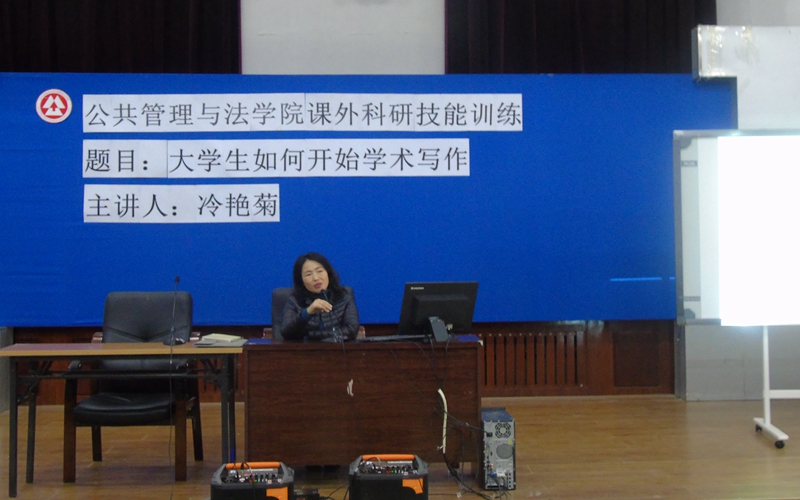 公共管理与法学院课外科研技能训练
题目：大学生如何开始学术写作
主讲人：冷艳菊